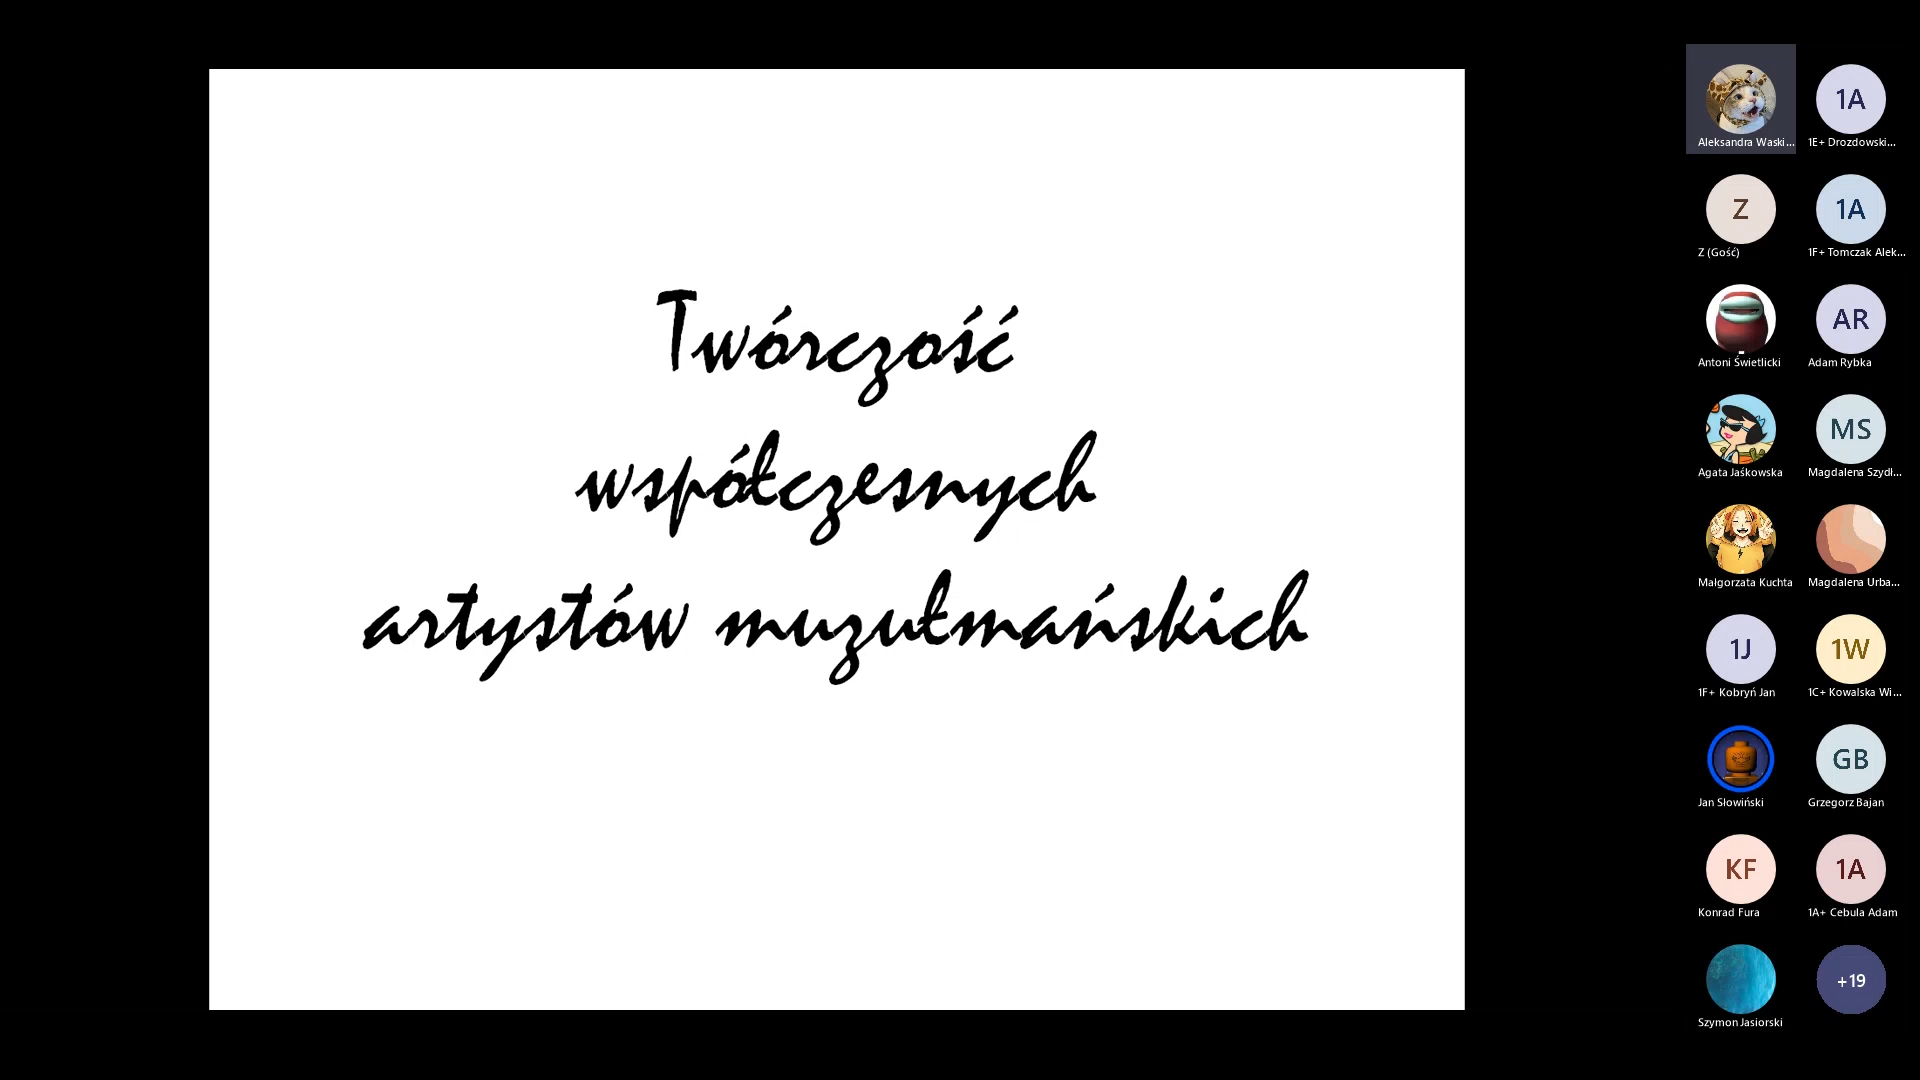 Twórczość
współczesnych
artystów muzułmańskich
Aleksandra Waski...
1A
1E+ Drozdowski...
Z
Z (Gość)
1A
1F+ Tomczak Alek...
Antoni Świetlicki
AR
Adam Rybka
Agata Jaśkowska
MS
Magdalena Szydł...
Małgorzata Kuchta
Magdalena Urba...
1J
1F+ Kobryń Jan
1W
1C+ Kowalska Wi...
Jan Słowiński
GB
Grzegorz Bajan
KF
Konrad Fura
1A
1A+ Cebula Adam
Szymon Jasiorski
+19